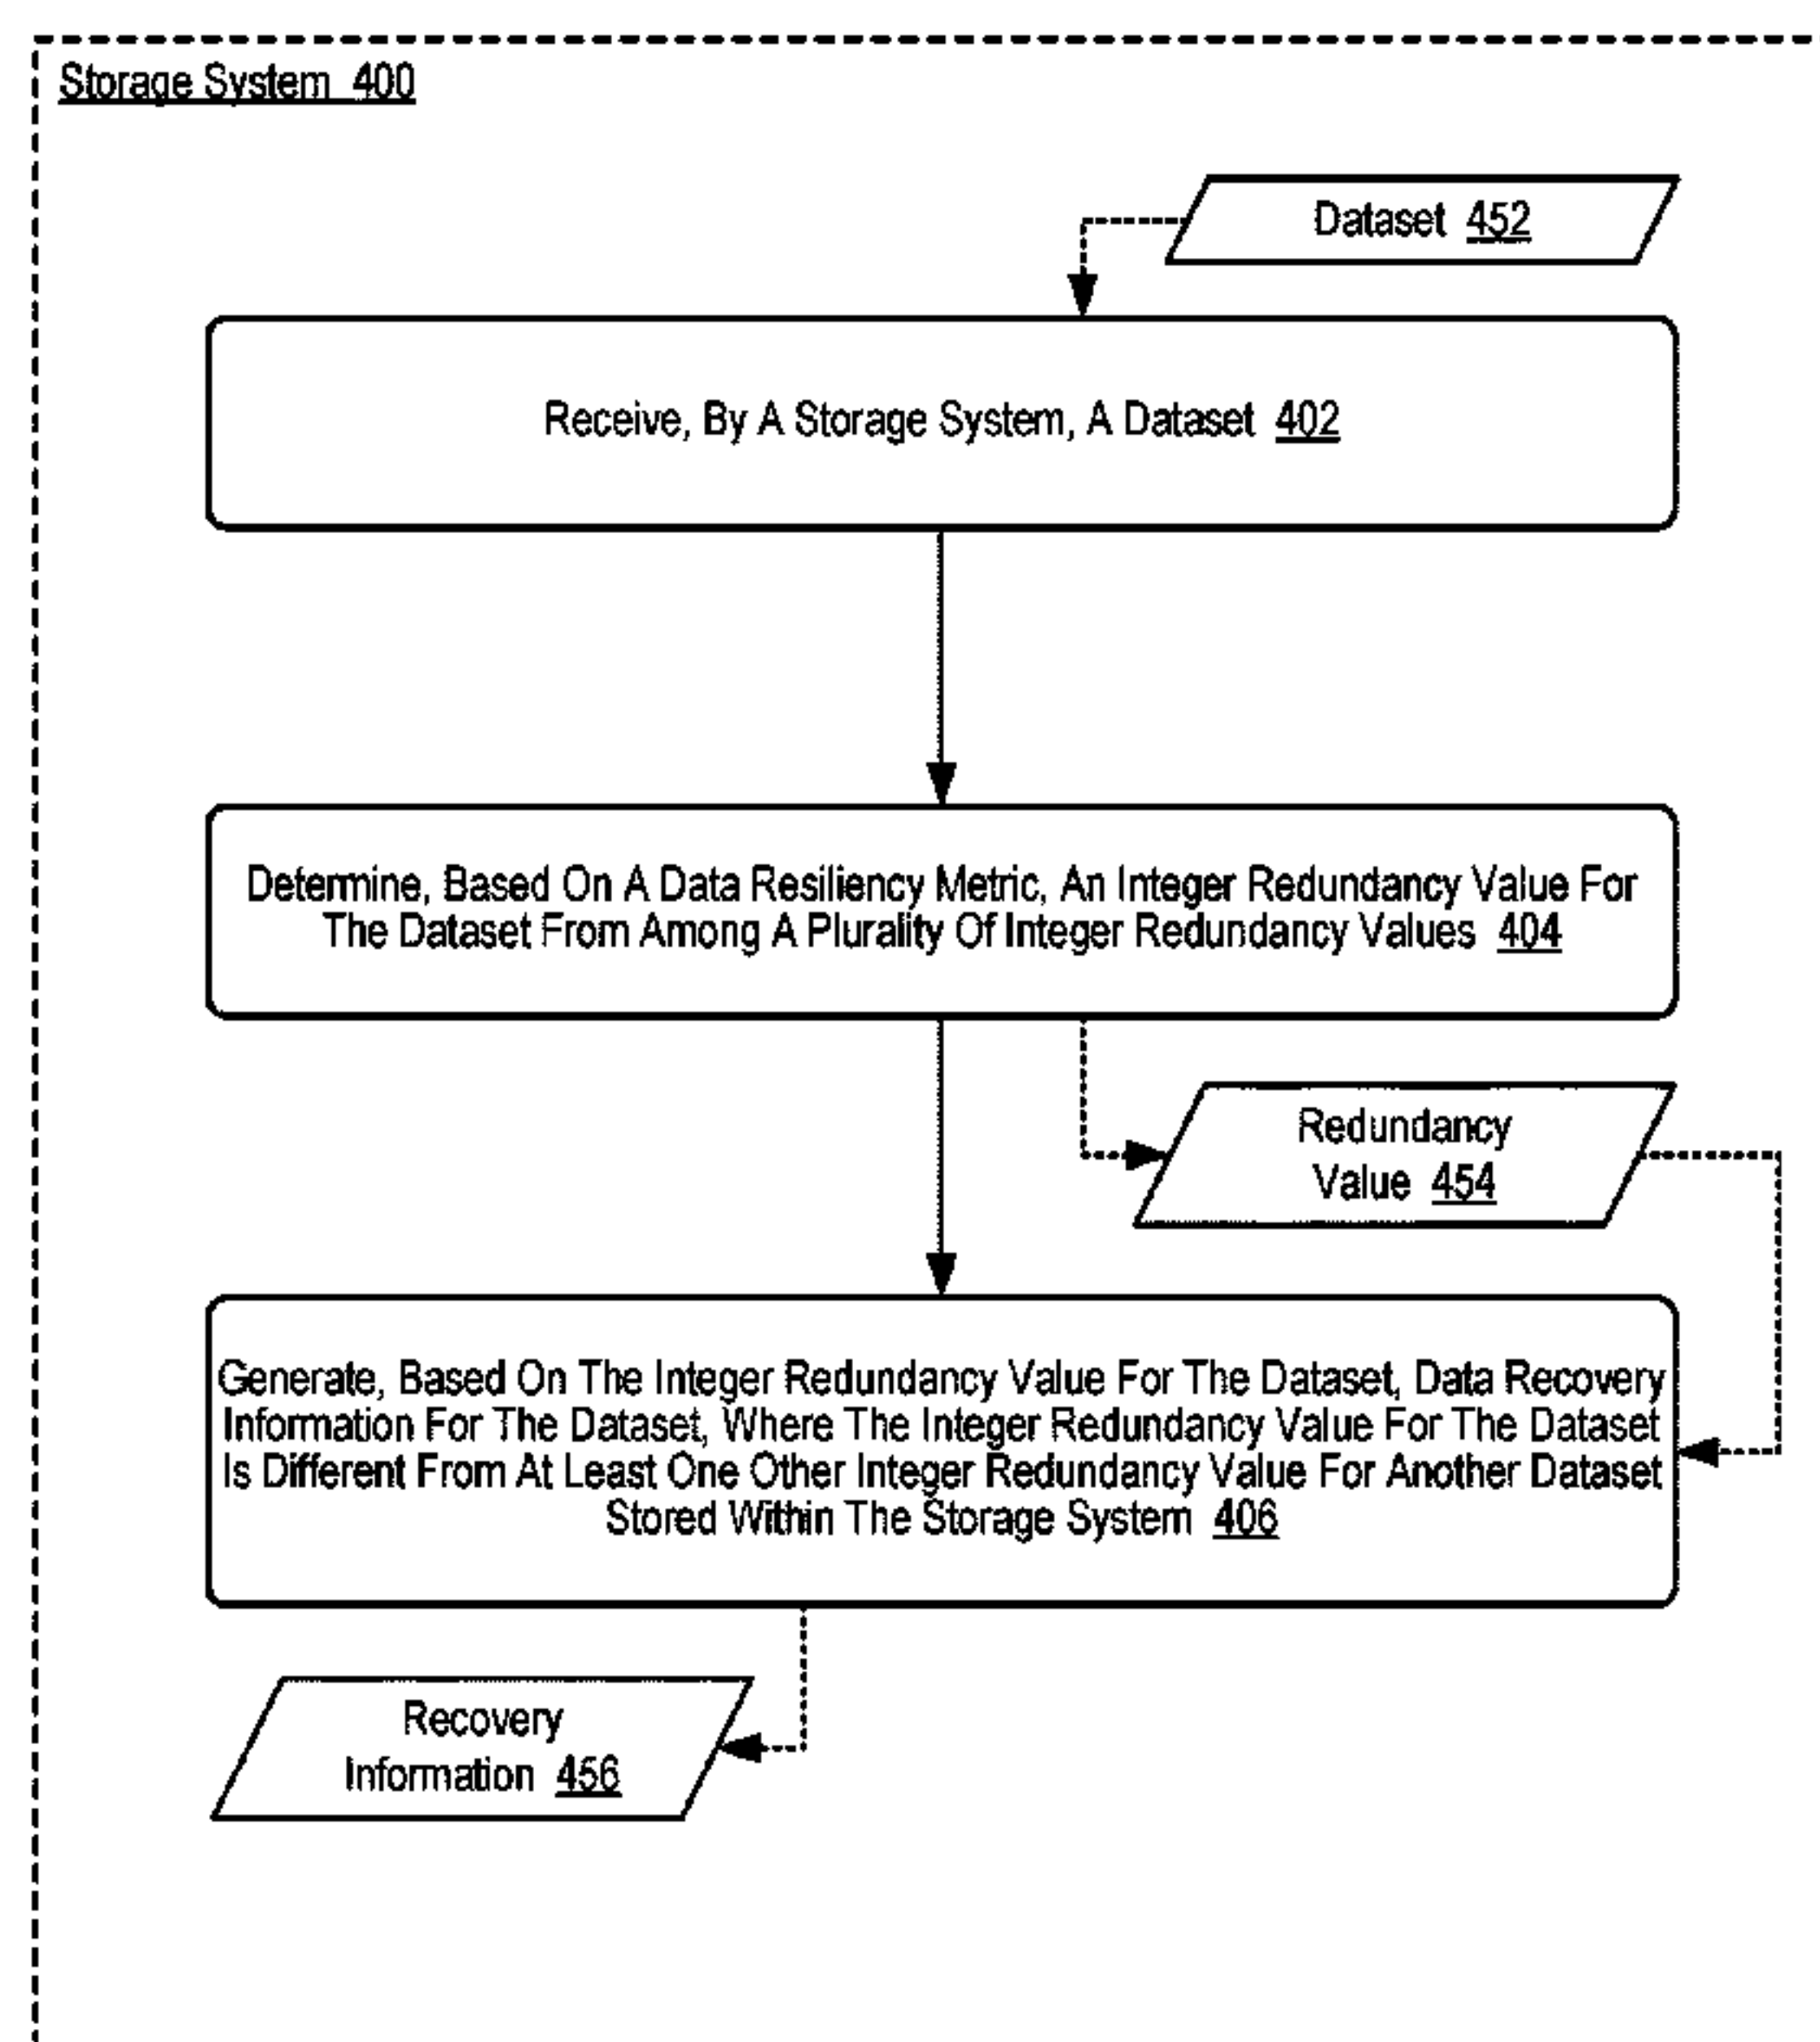 Storage System 400
Dataset 452
Receive, By A Storage System, A Dataset 402
Determine, Based On A Data Resiliency Metric, An Integer Redundancy Value For
The Dataset From Among A Plurality Of Integer Redundancy Values 404
Redundancy
Value 454
Generate, Based On The Integer Redundancy Value For The Dataset, Data Recovery
Information For The Dataset, Where The Integer Redundancy Value For The Dataset
Is Different From At Least One Other Integer Redundancy Value For Another Dataset
Stored Within The Storage System 406
Recovery
Information 456